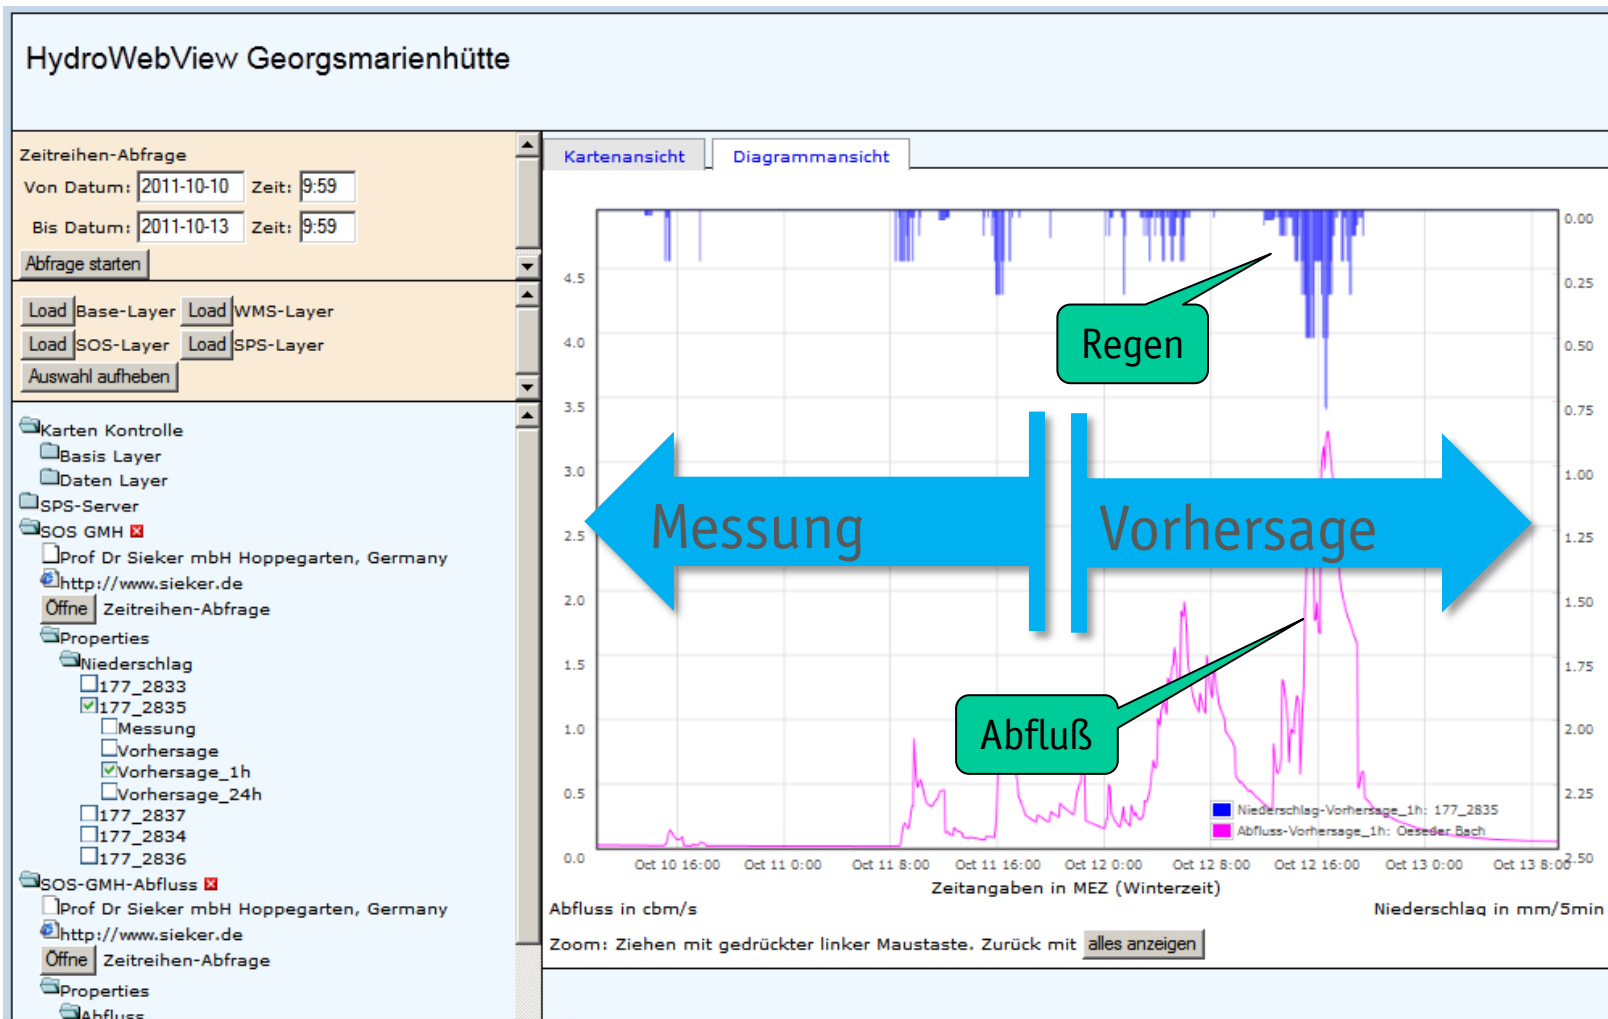 HydroWebView Georgsmarienhütte
Zeitreihen-Abfrage
Von Datum: 2011-10-10 Zeit: 9:59
Bis Datum: 2011-10-13 Zeit: 9:59
Abfrage starten
Load Base-Layer Load WMS-Layer
Load SOS-Layer Load SPS-Layer
Auswahl aufheben
Karten Kontrolle
Basis Layer
Daten Layer
SPS-Server
SOS GMH
Prof Dr Sieker mbH Hoppegarten, Germany
http://www.sieker.de
Öffne Zeitreihen-Abfrage
Properties
Niederschlag
177_2833
177_2835
Messung
Vorhersage
Vorhersage_1h
Vorhersage_24h
177_2837
177_2834
177_2836
SOS-GMH-Abfluss
Prof Dr Sieker mbH Hoppegarten, Germany
http://www.sieker.de
Öffne Zeitreihen-Abfrage
Properties
Abfluss
Kartenansicht Diagrammansicht
4.5
4.0
3.5
3.0
2.5
2.0
1.5
1.0
0.5
0.0
0.00
0.25
0.50
0.75
1.00
1.25
1.50
1.75
2.00
2.25
2.50
Regen
Messung
Vorhersage
Abfluß
Niederschlag-Vorhersage_1h: 177_2835
Abfluss-Vorhersage_1h: Oeseder Bach
Oct 10 16:00 Oct 11 0:00 Oct 11 8:00 Oct 11 16:00 Oct 12 0:00 Oct 12 8:00 Oct 12 16:00 Oct 13 0:00 Oct 13 8:00
Zeitangaben in MEZ (Winterzeit)
Abfluss in cbm/s Niederschlag in mm/5min
Zoom: Ziehen mit gedrückter linker Maustaste. Zurück mit alles anzeigen